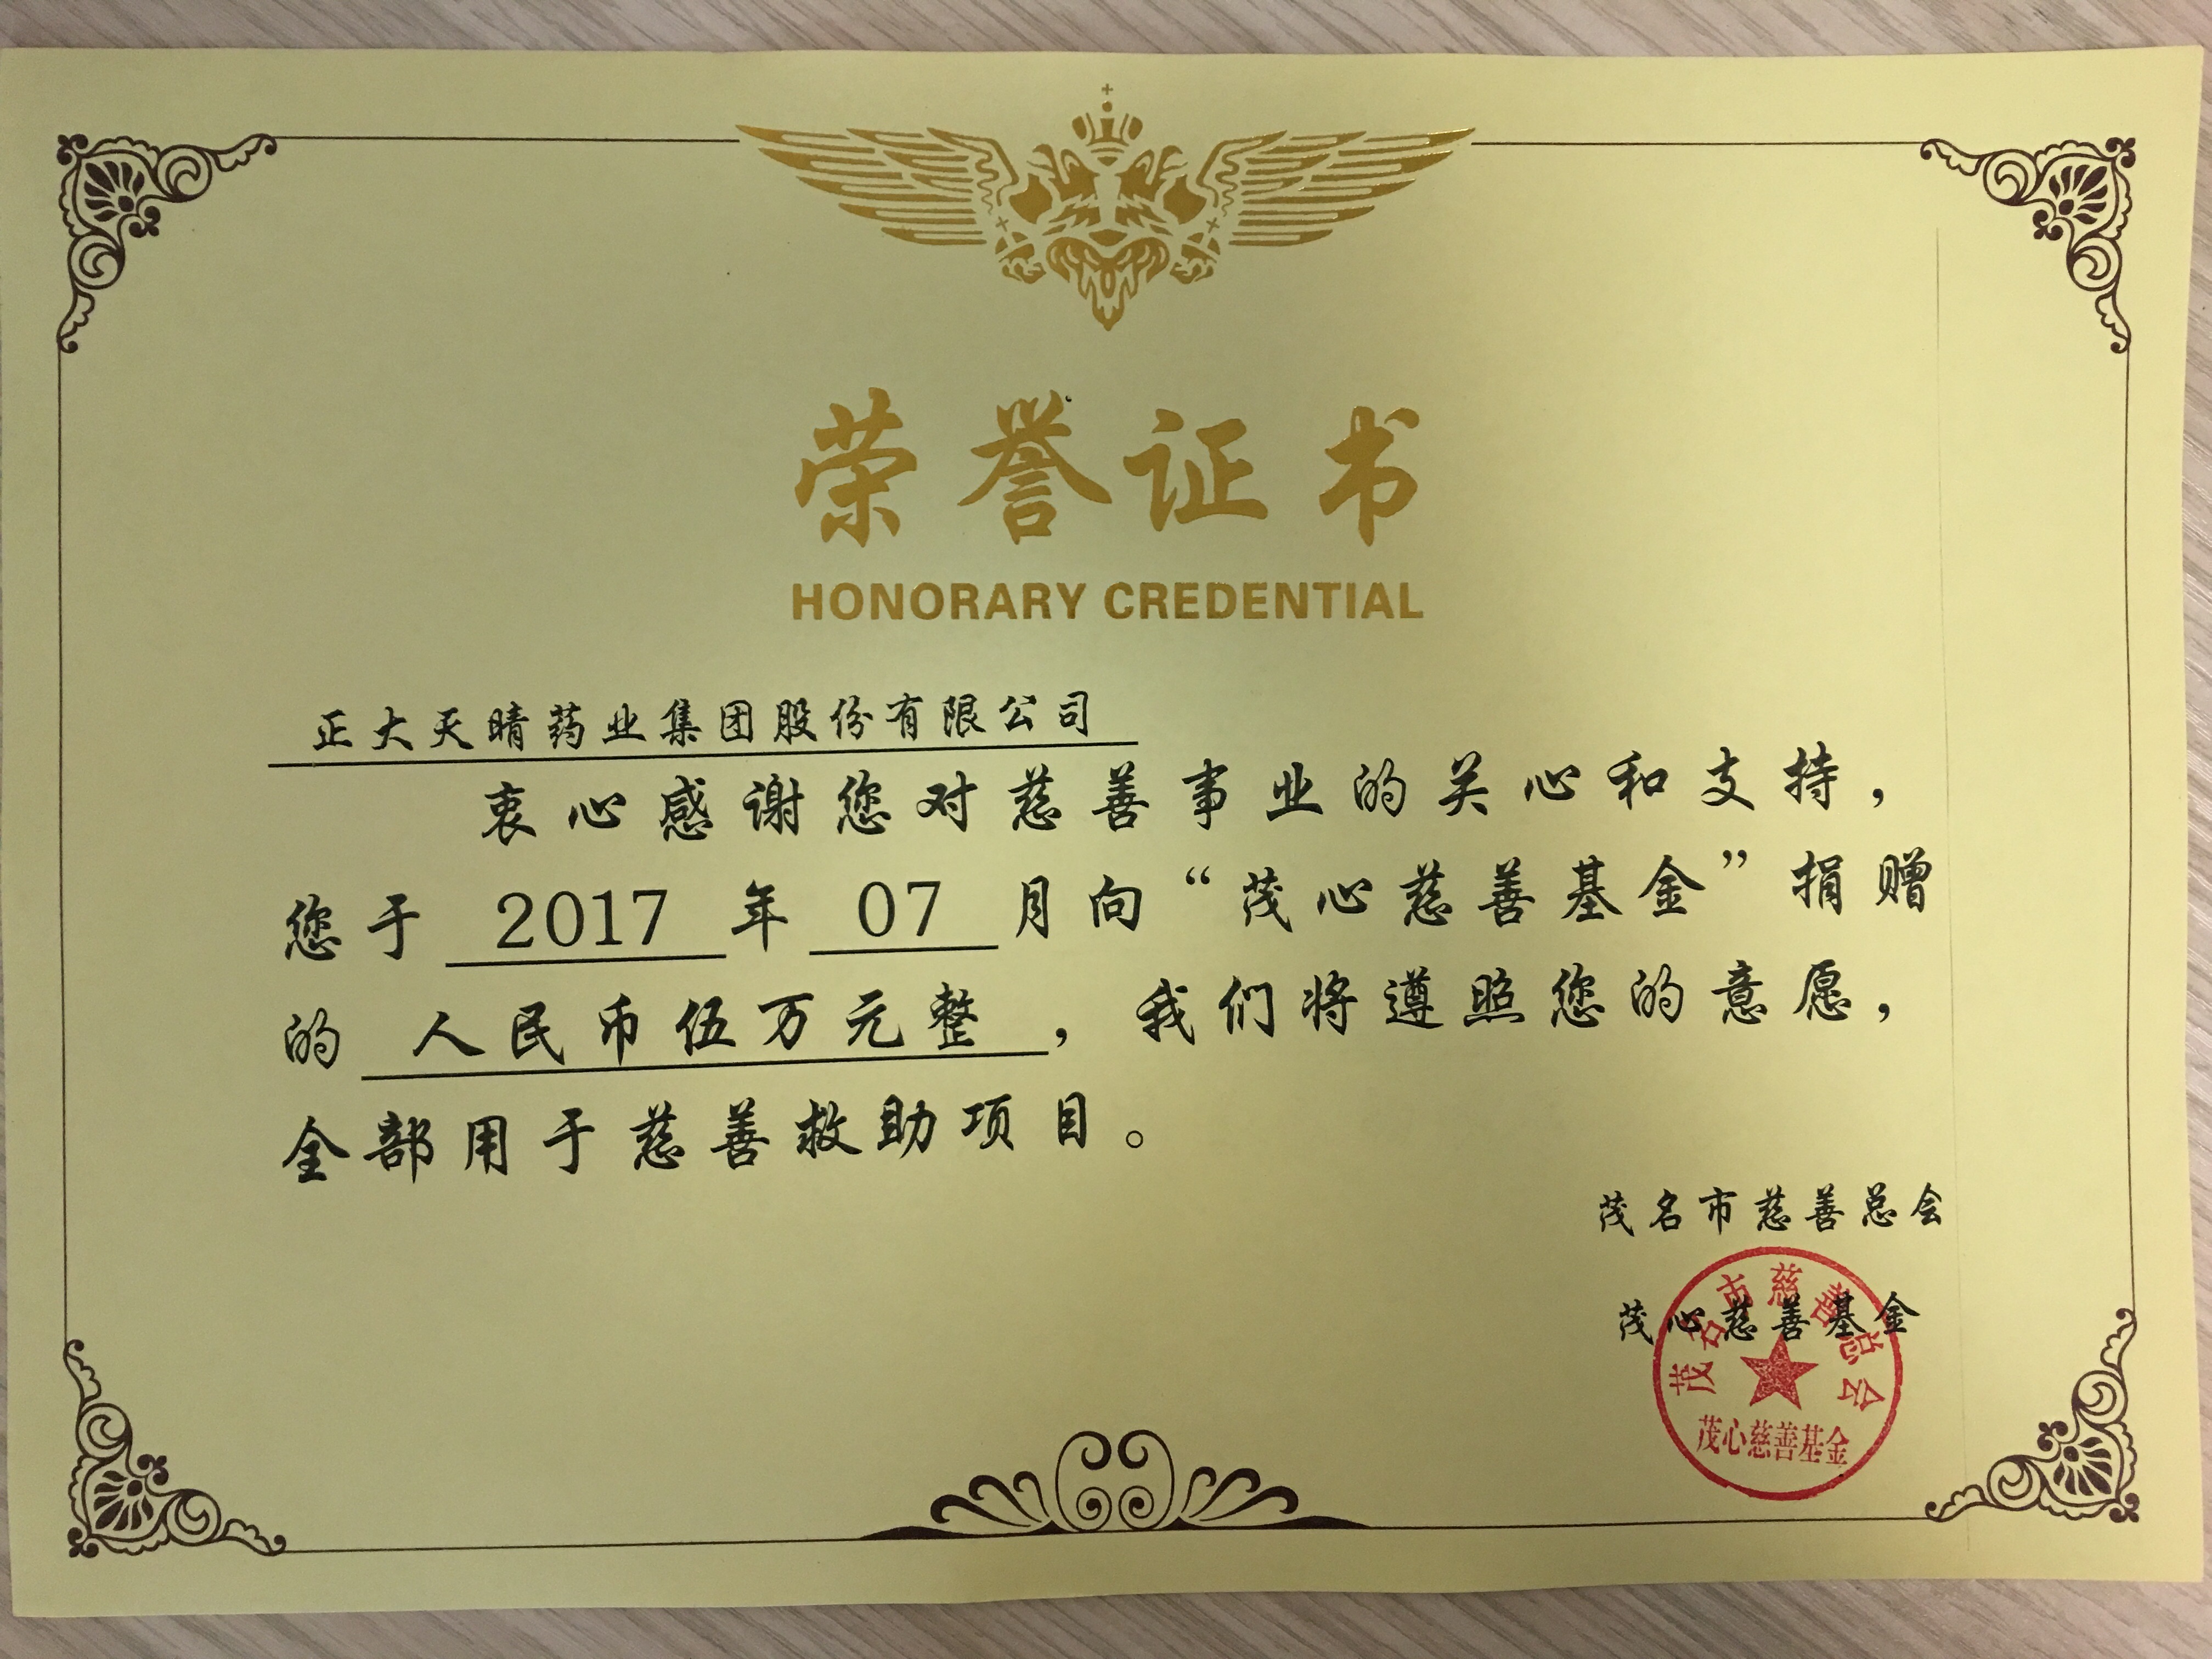 荣誉证书
HONORARY CREDENTIAL
正大天晴药业集团股份有限公司
衷心感谢您对慈善事业的关心和支持，
您于 2017 年 07 月向“茂心慈善基金”捐赠
的 人民币伍万元整 ，我们将遵照您的意愿，
全部用于慈善救助项目。
茂名市慈善总会
茂心慈善基金
茂名市慈善总会
茂心慈善基金